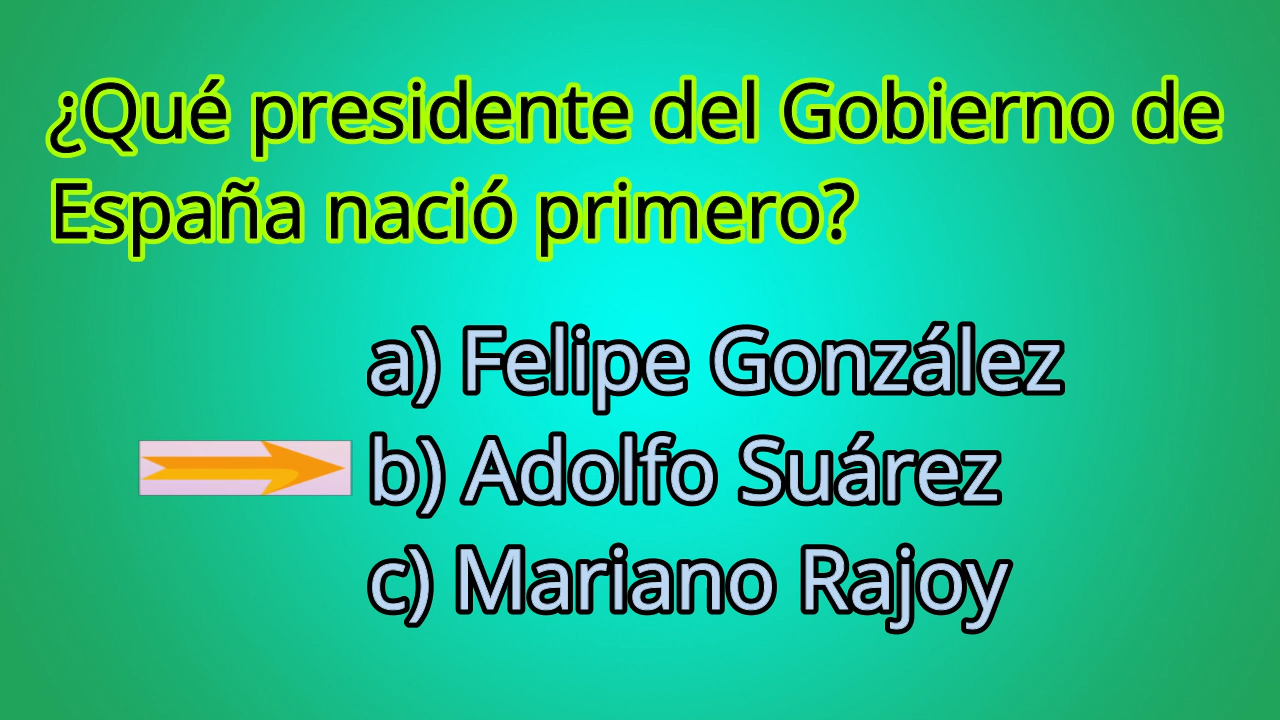 ¿Qué presidente del Gobierno de
España nació primero?
a) Felipe González
b) Adolfo Suárez
c) Mariano Rajoy